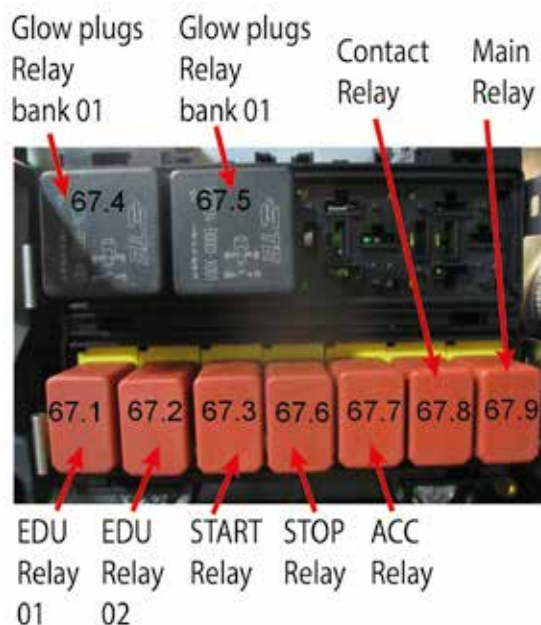 Glow plugs
Relay
bank 01
Glow plugs
Relay
bank 01
Contact
Relay
Main
Relay
67.4
67.5
67.1
67.2
67.3
67.6
67.7
67.8
67.9
EDU
Relay
01
EDU
Relay
02
START
Relay
STOP
Relay
ACC
Relay